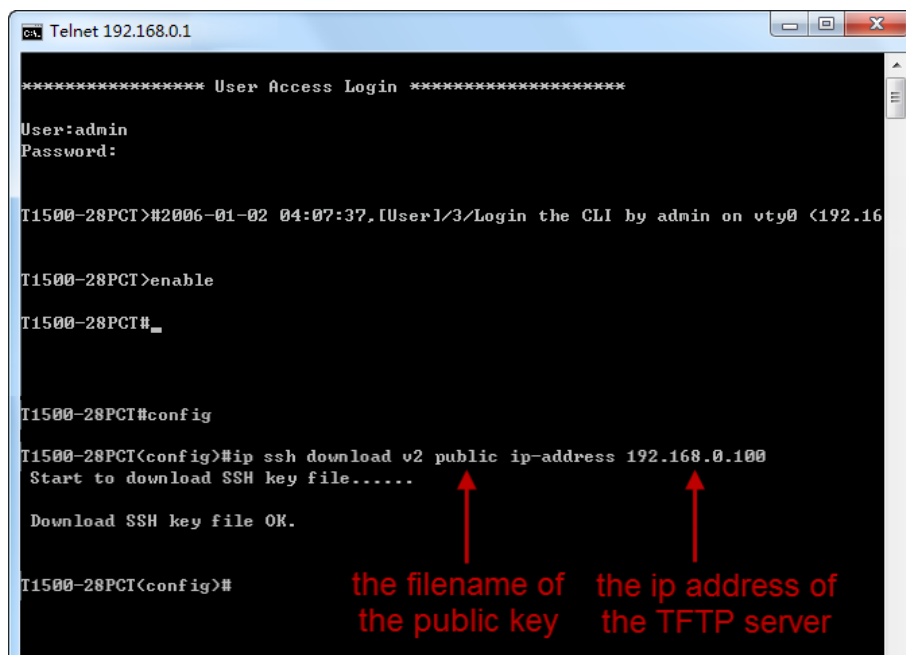 Telnet 192.168.0.1
***************** User Access Login ********************
User:admin
Password:
T1500-28PCT>#2006-01-02 04:07:37,[User]/3/Login the CLI by admin on vty0 (192.16
T1500-28PCT>enable
T1500-28PCT#_
T1500-28PCT#config
T1500-28PCT(config)#ip ssh download v2 public ip-address 192.168.0.100
Start to download SSH key file......
Download SSH key file OK.
T1500-28PCT(config)#
the filename of the ip address of
the public key the TFTP server